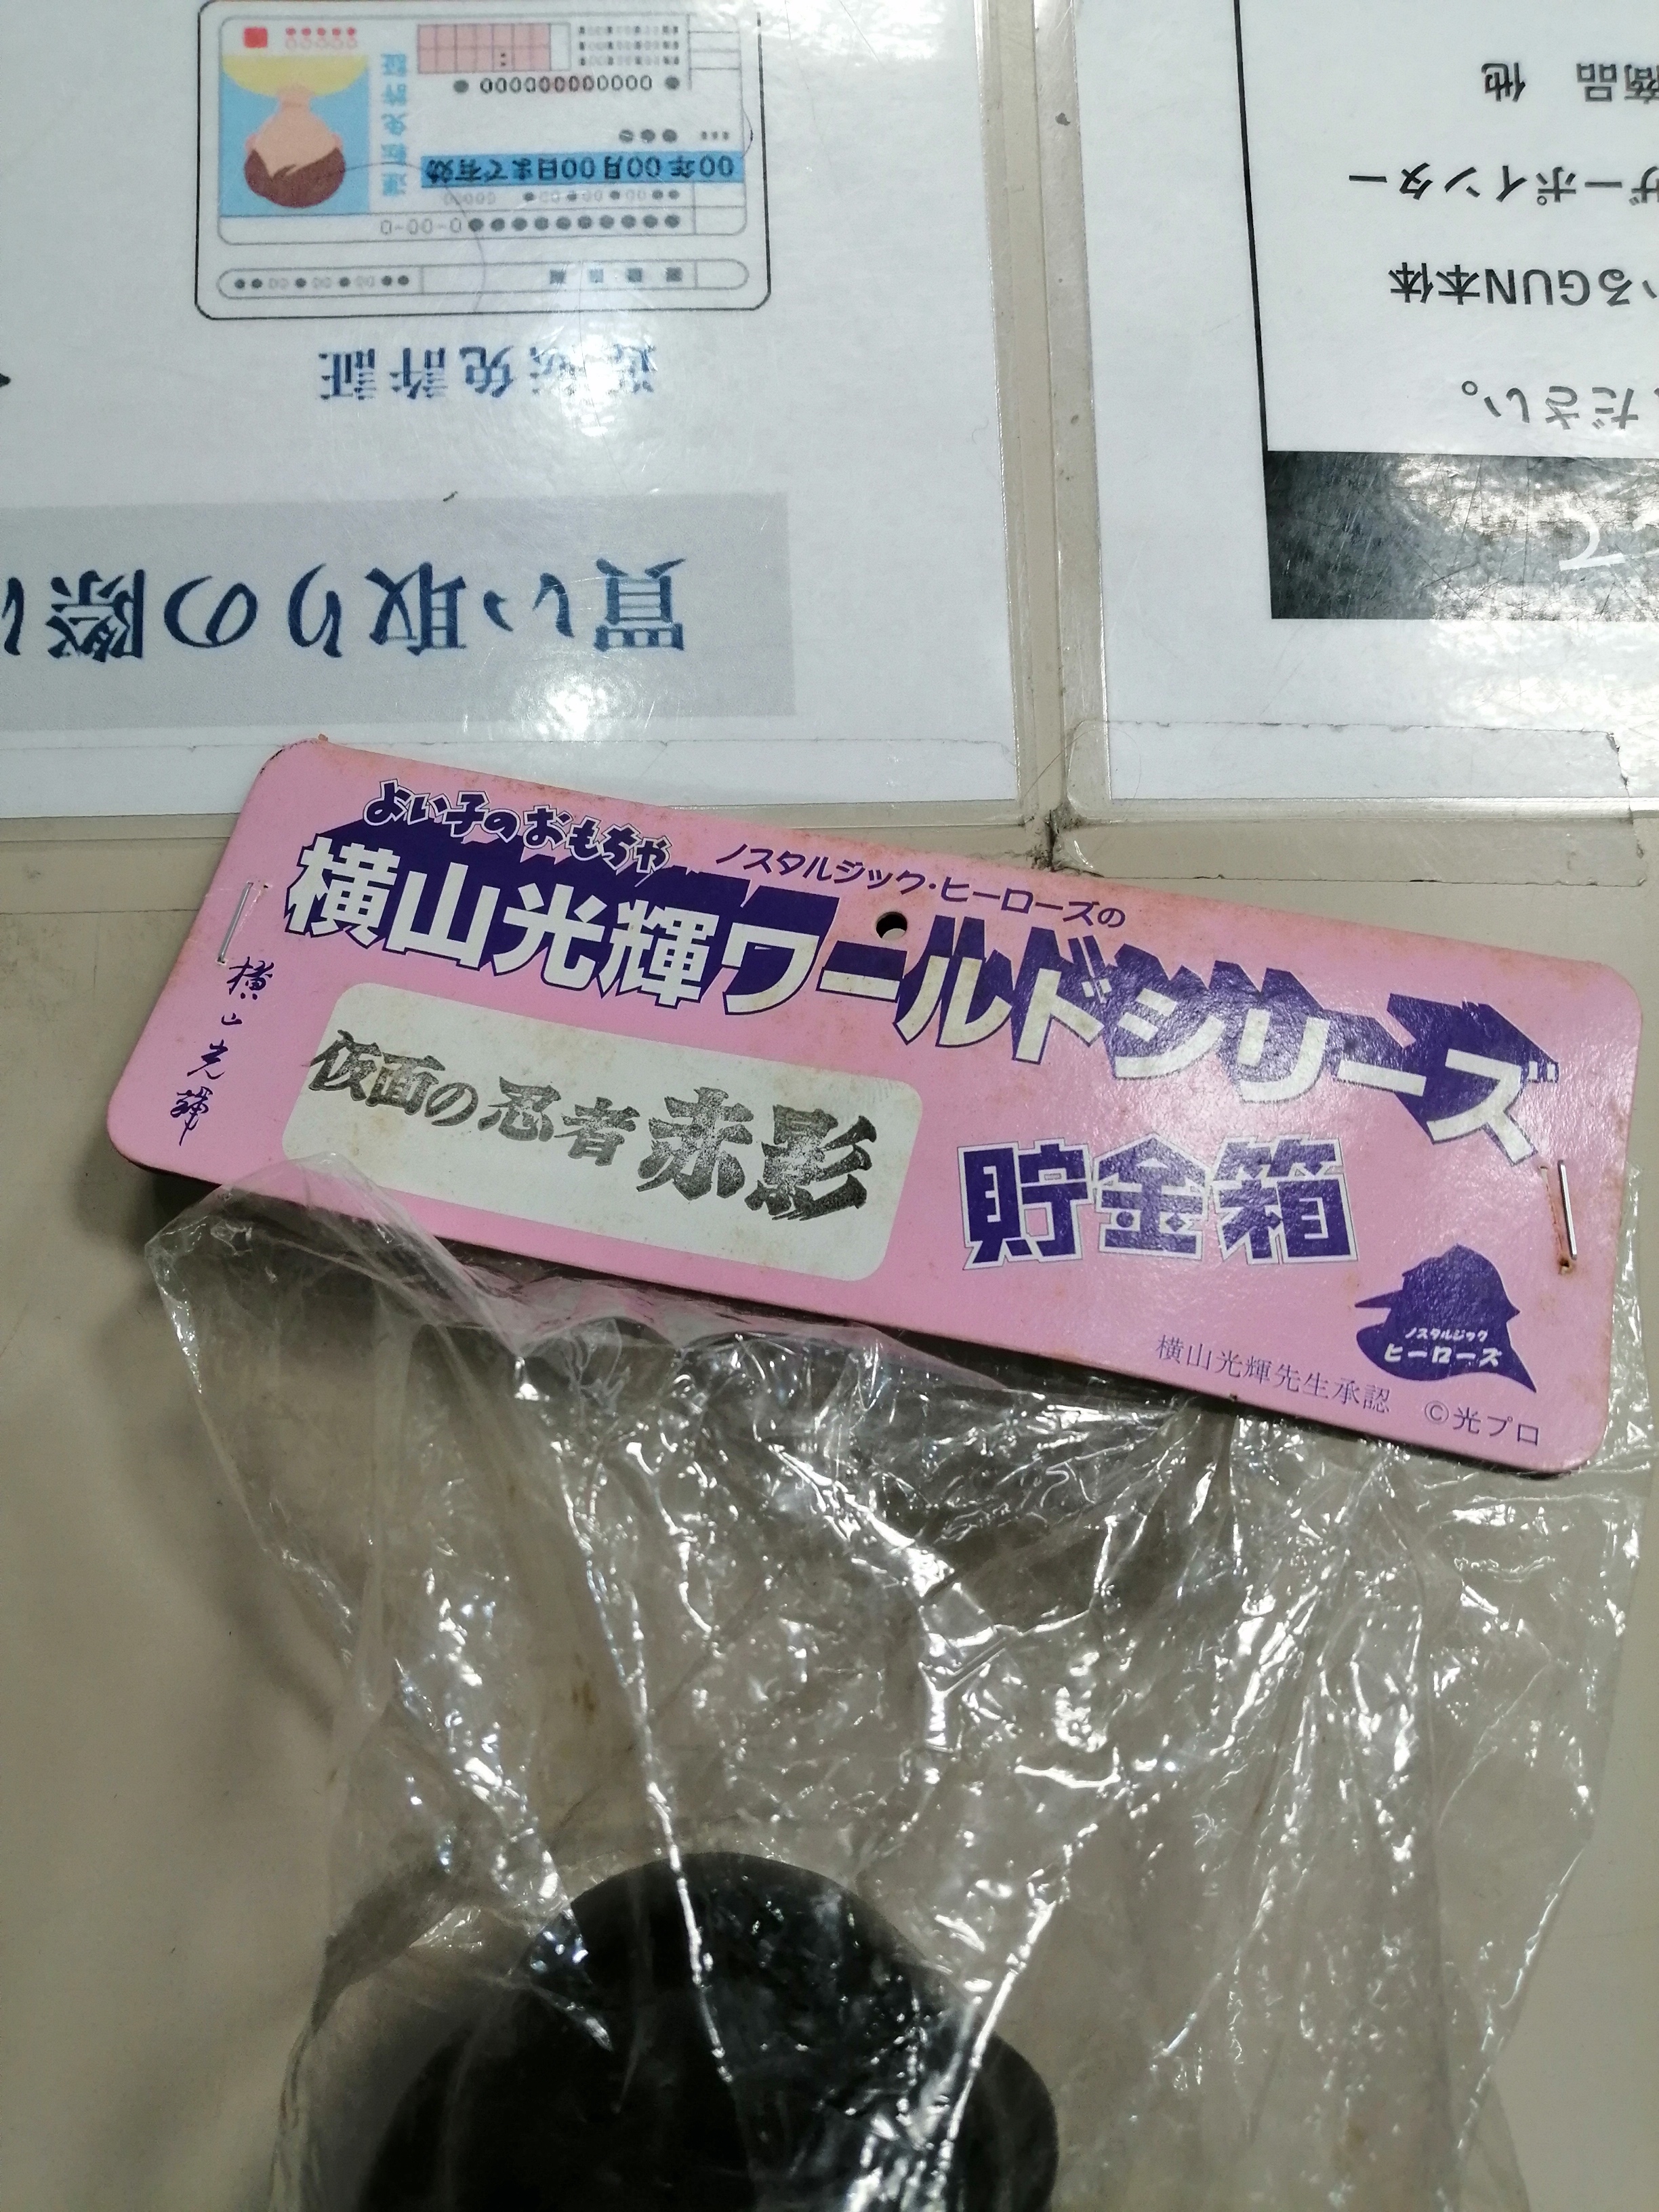 よい子のおもちゃ
ノスタルジック・ヒーローズの
横山光輝ワールドシリーズ
横山光輝
仮面の忍者 赤影
貯金箱
ノスタルジック
ヒーローズ
横山光輝先生承認
©光プロ
買い取りの際に
運転免許証
運転免許証
00年00月00日まで有効
ださい。
いるGUN本体
ザーポインター
商品 他